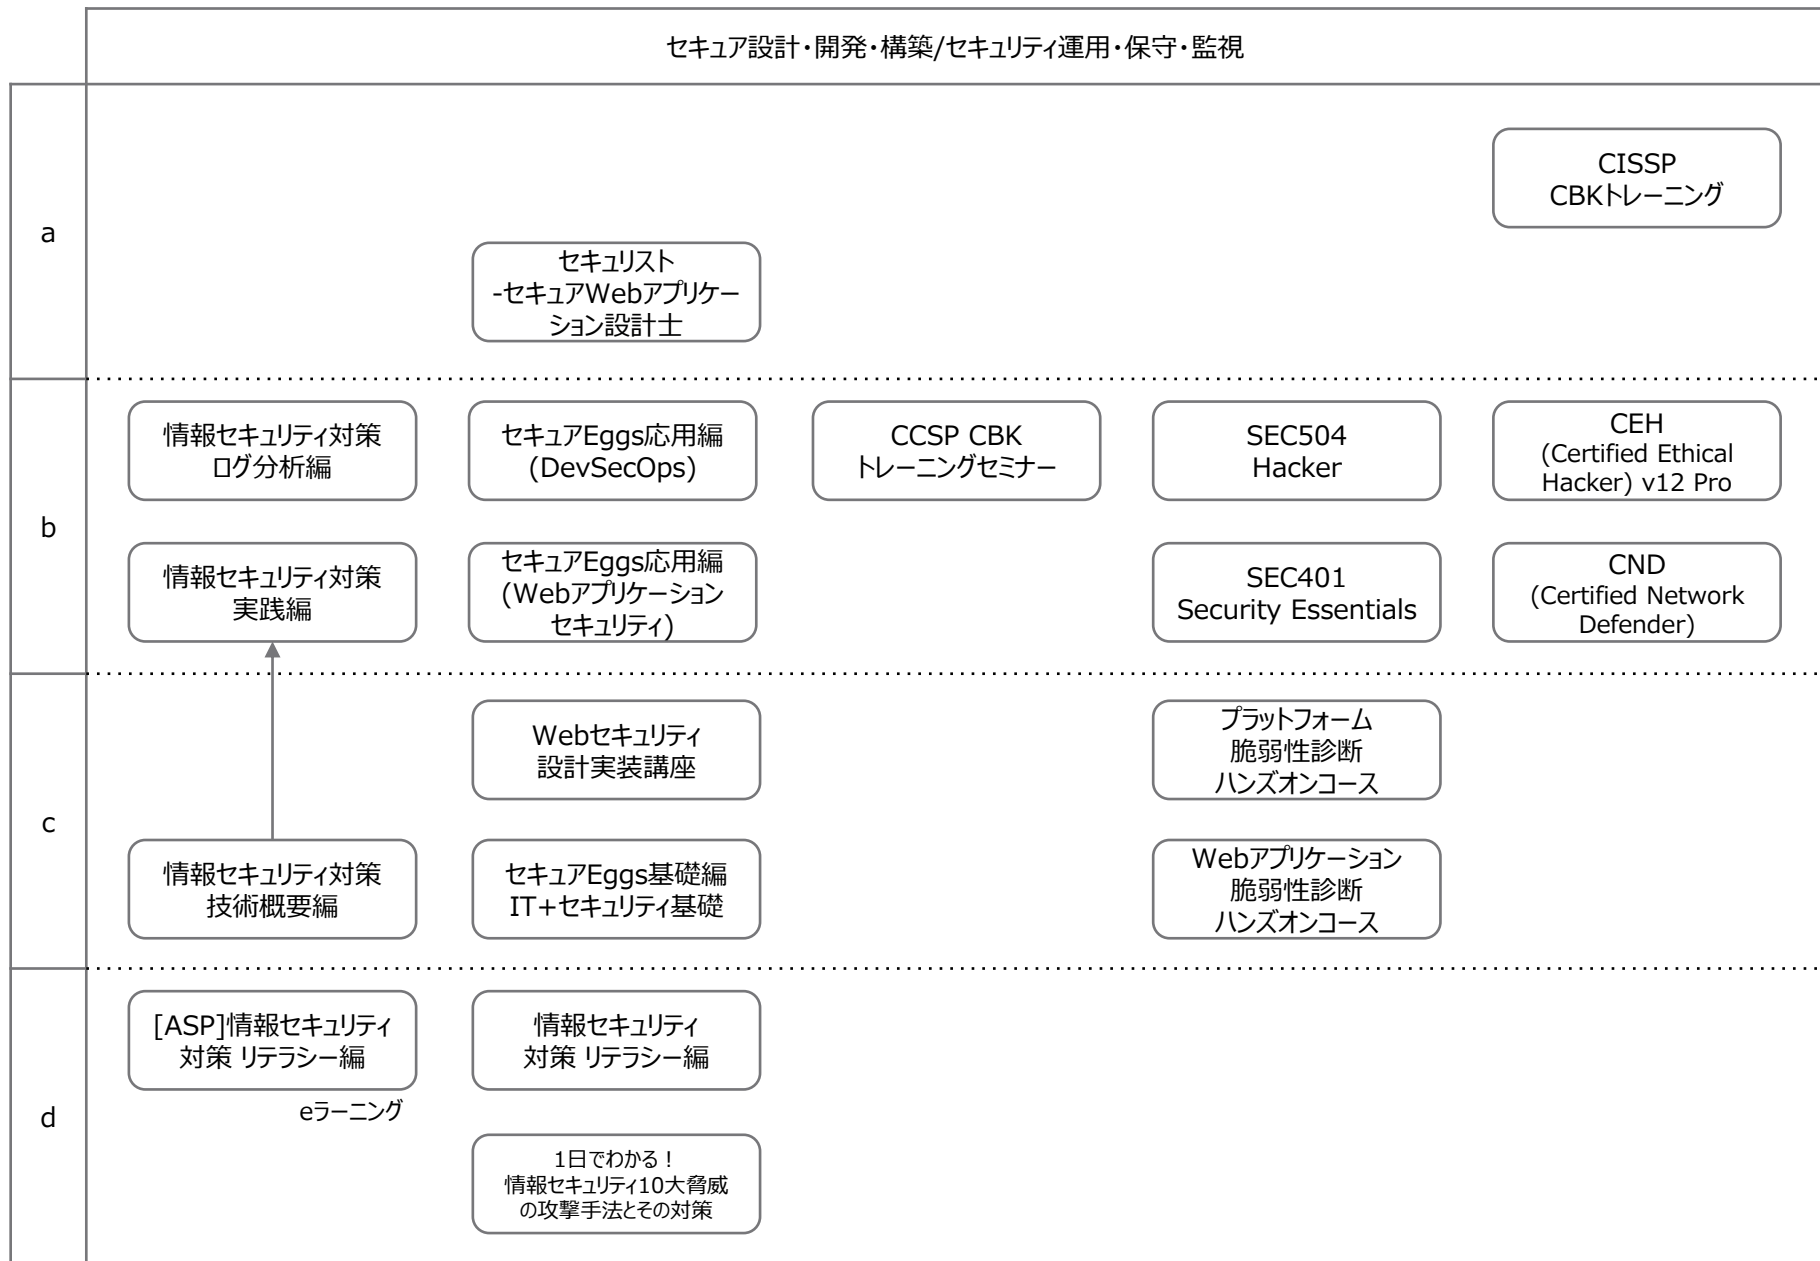 セキュア設計・開発・構築/セキュリティ運用・保守・監視
a
CISSP
CBKトレーニング
セキュリスト
-セキュアWebアプリケー
ション設計士
b
情報セキュリティ対策
ログ分析編
セキュアEggs応用編
(DevSecOps)
CCSP CBK
トレーニングセミナー
SEC504
Hacker
CEH
(Certified Ethical
Hacker) v12 Pro
情報セキュリティ対策
実践編
セキュアEggs応用編
(Webアプリケーション
セキュリティ)
SEC401
Security Essentials
CND
(Certified Network
Defender)
c
Webセキュリティ
設計実装講座
プラットフォーム
脆弱性診断
ハンズオンコース
情報セキュリティ対策
技術概要編
セキュアEggs基礎編
IT+セキュリティ基礎
Webアプリケーション
脆弱性診断
ハンズオンコース
d
[ASP]情報セキュリティ
対策 リテラシー編
eラーニング
情報セキュリティ
対策 リテラシー編
1日でわかる！
情報セキュリティ10大脅威
の攻撃手法とその対策